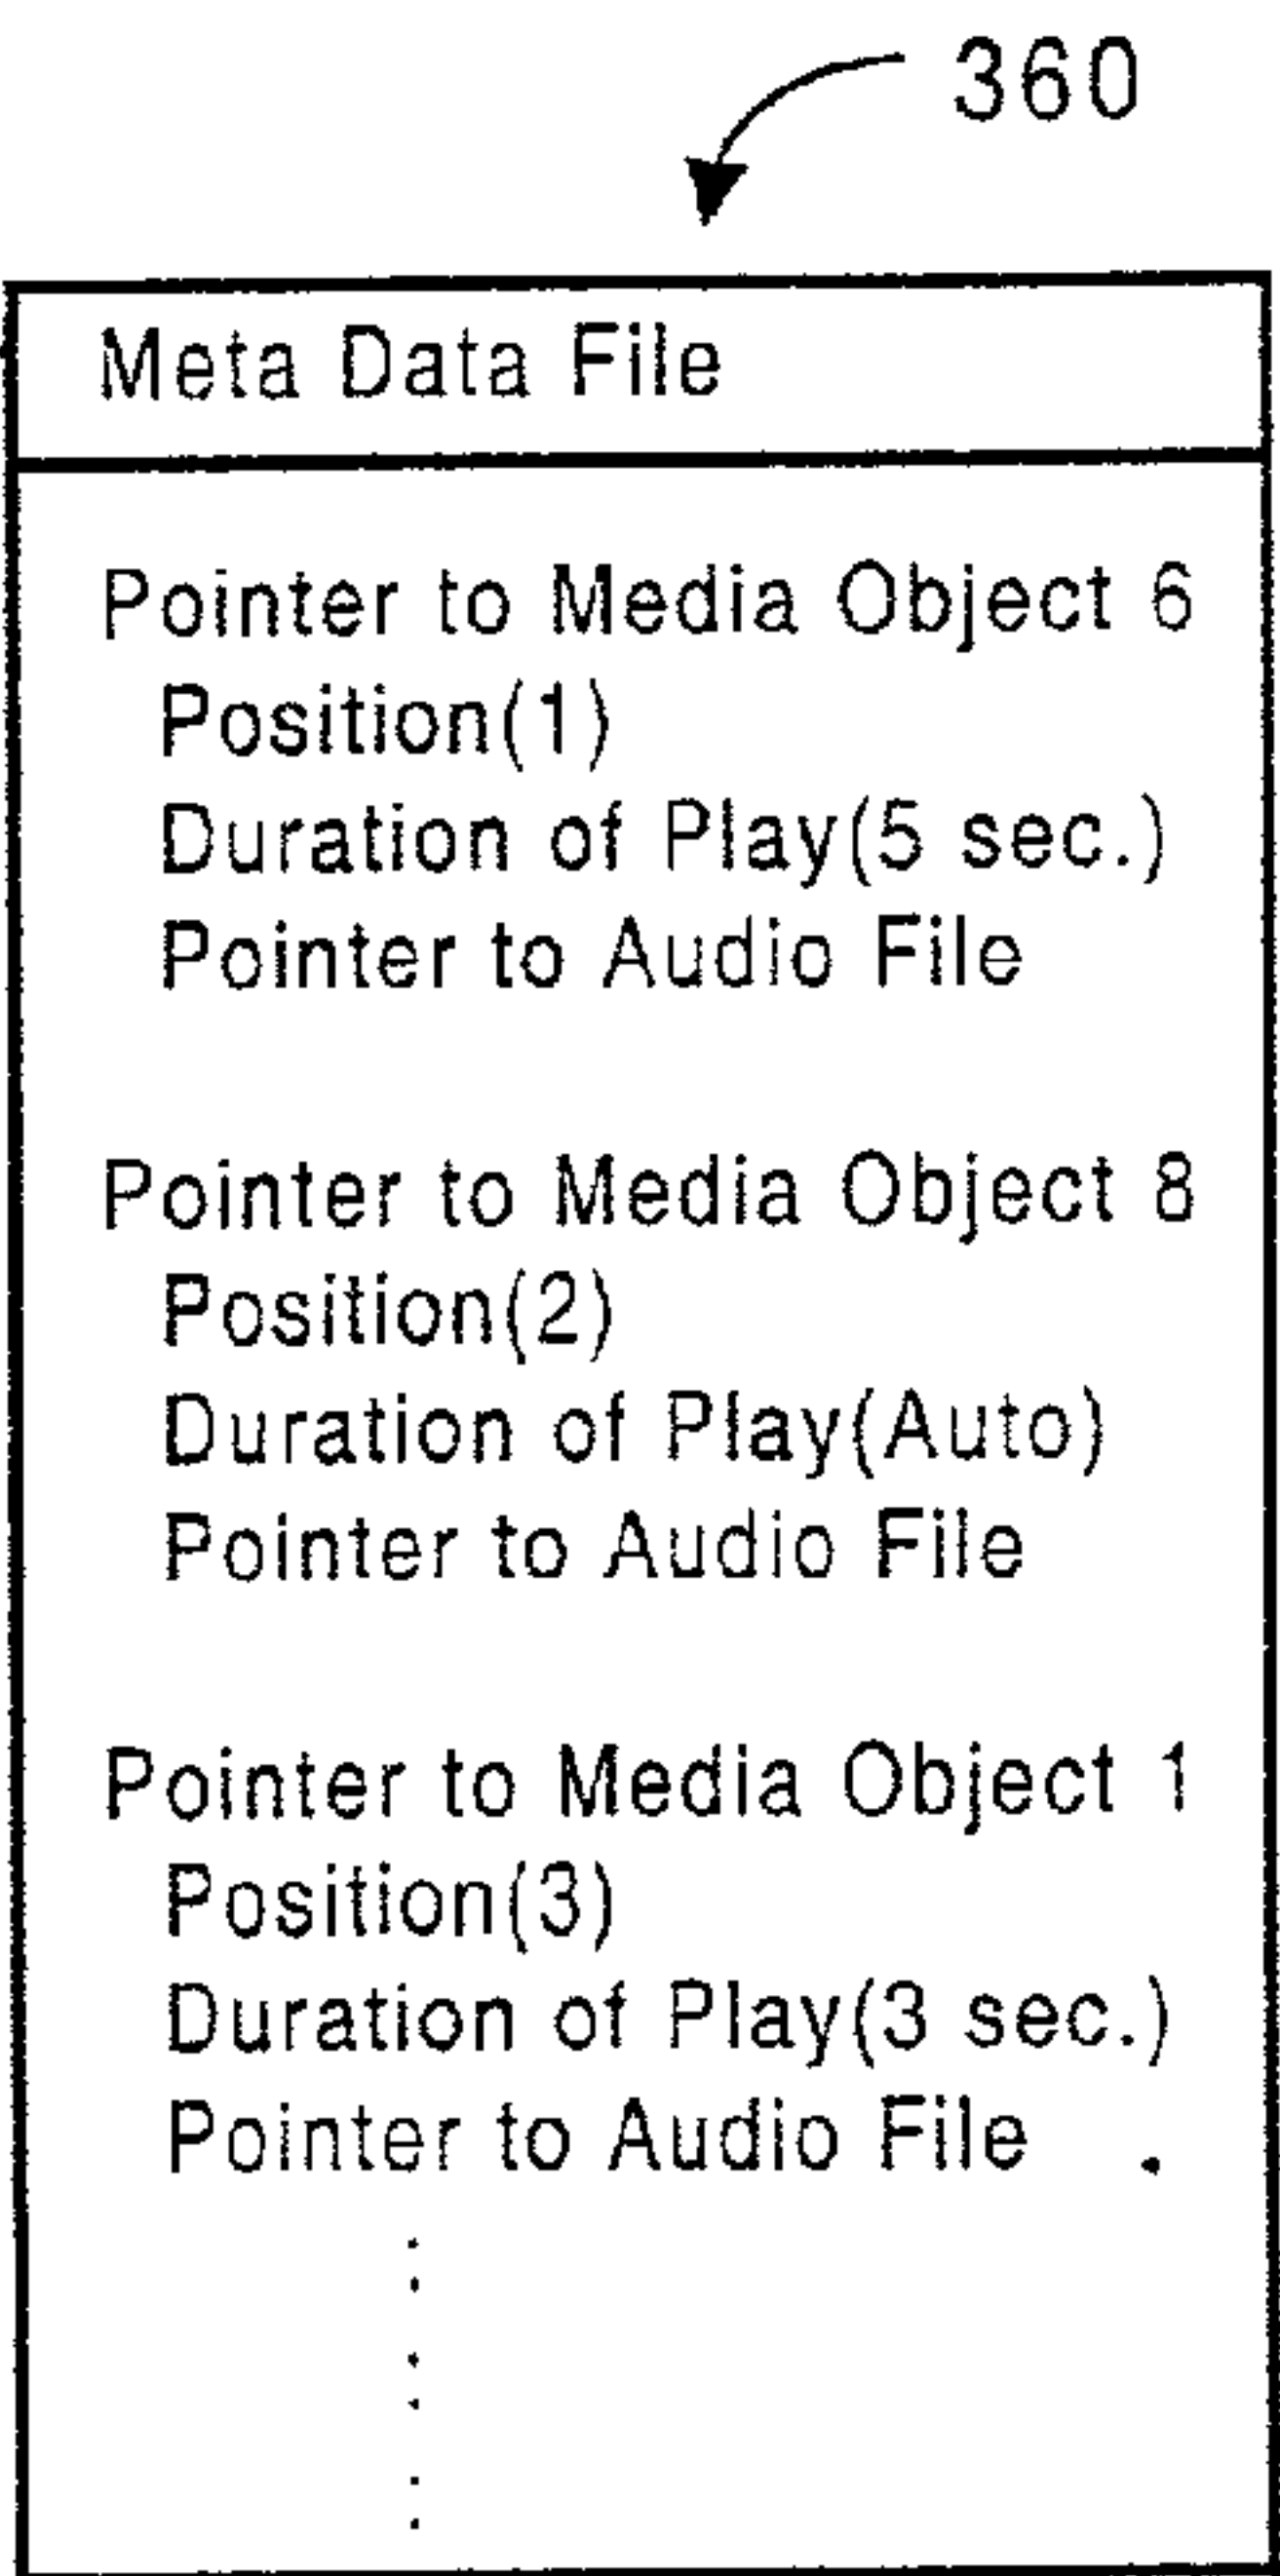 360
Meta Data File
Pointer to Media Object 6
Position(1)
Duration of Play(5 sec.)
Pointer to Audio File
Pointer to Media Object 8
Position(2)
Duration of Play(Auto)
Pointer to Audio File
Pointer to Media Object 1
Position(3)
Duration of Play(3 sec.)
Pointer to Audio File